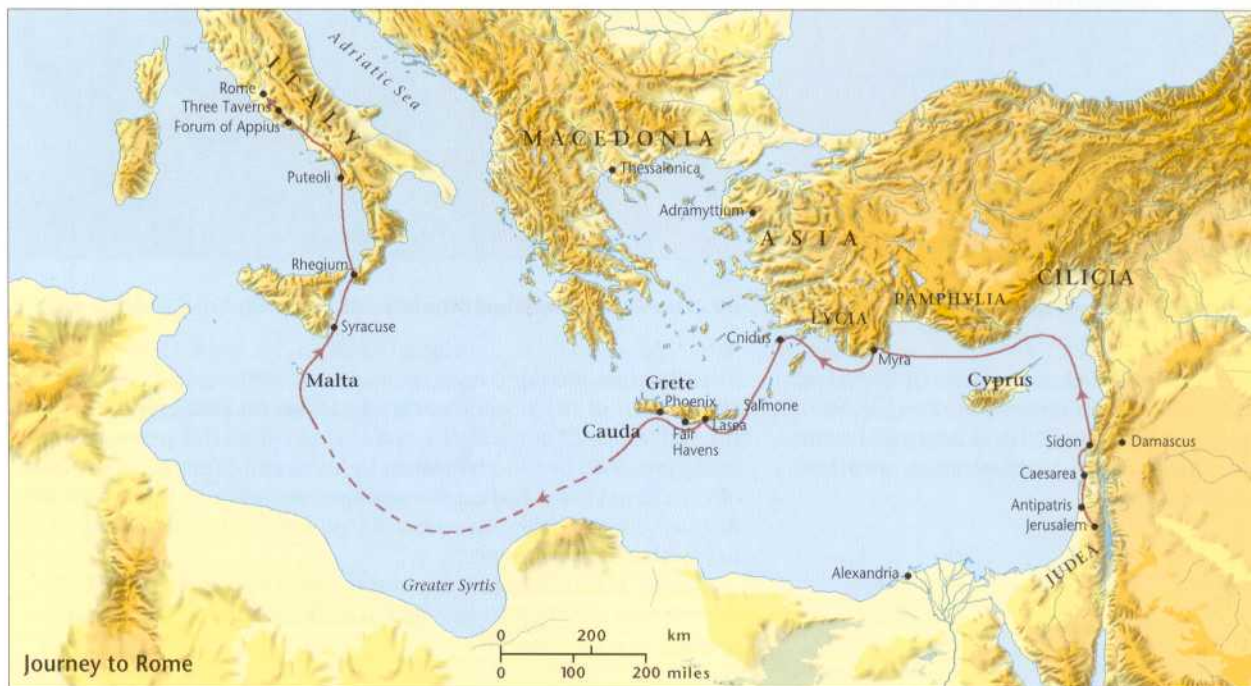 ITALY
Adriatic Sea
Rome
Three Taverns
Forum of Appius
MACEDONIA
Thessalonica
Puteoli
Adramyttium
ASIA
Rhegium
CILICIA
PAMPHYLIA
LYCIA
Syracuse
Cnidus
Myra
Malta
Grete
Cyprus
Phoenix
Salmone
Lasea
Cauda
Fair
Havens
Sidon
Damascus
Caesarea
Antipatris
Jerusalem
Alexandria
JUDEA
Greater Syrtis
0 200 km
0 100 200 miles
Journey to Rome